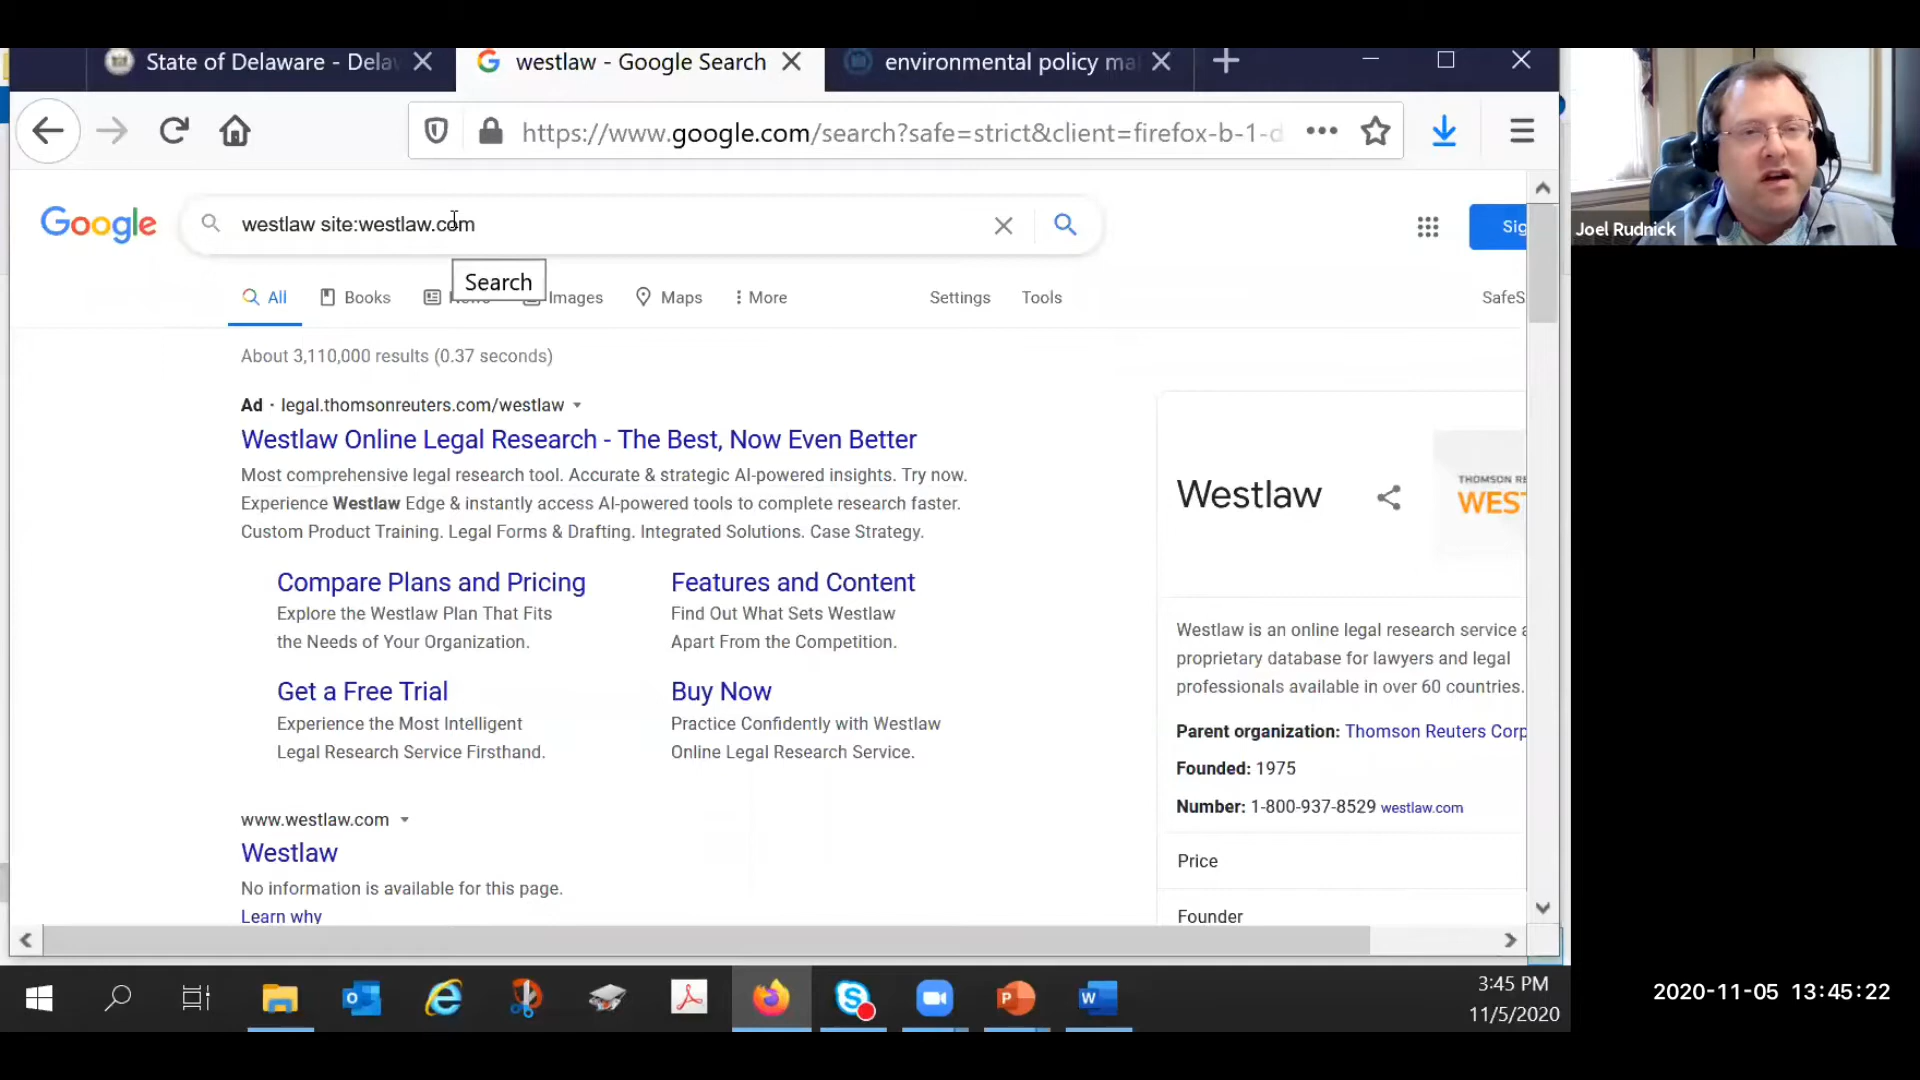 State of Delaware - Dela
westlaw - Google Search
environmental policy ma
https://www.google.com/search?safe=strict&client=firefox-b-1-d
Google
westlaw site:westlaw.com
Sig
Joel Rudnick
Search
All
Books
Images
Maps
More
Settings
Tools
SafeS
About 3,110,000 results (0.37 seconds)
Ad · legal.thomsonreuters.com/westlaw
Westlaw Online Legal Research - The Best, Now Even Better
Most comprehensive legal research tool. Accurate & strategic AI-powered insights. Try now.
Experience Westlaw Edge & instantly access AI-powered tools to complete research faster.
Custom Product Training. Legal Forms & Drafting. Integrated Solutions. Case Strategy.
Compare Plans and Pricing
Explore the Westlaw Plan That Fits
the Needs of Your Organization.
Features and Content
Find Out What Sets Westlaw
Apart From the Competition.
Get a Free Trial
Experience the Most Intelligent
Legal Research Service Firsthand.
Buy Now
Practice Confidently with Westlaw
Online Legal Research Service.
www.westlaw.com
Westlaw
No information is available for this page.
Learn why
Westlaw
THOMSON RE
WEST
Westlaw is an online legal research service a
proprietary database for lawyers and legal
professionals available in over 60 countries.
Parent organization: Thomson Reuters Corp
Founded: 1975
Number: 1-800-937-8529 westlaw.com
Price
Founder
3:45 PM
11/5/2020
2020-11-05 13:45:22